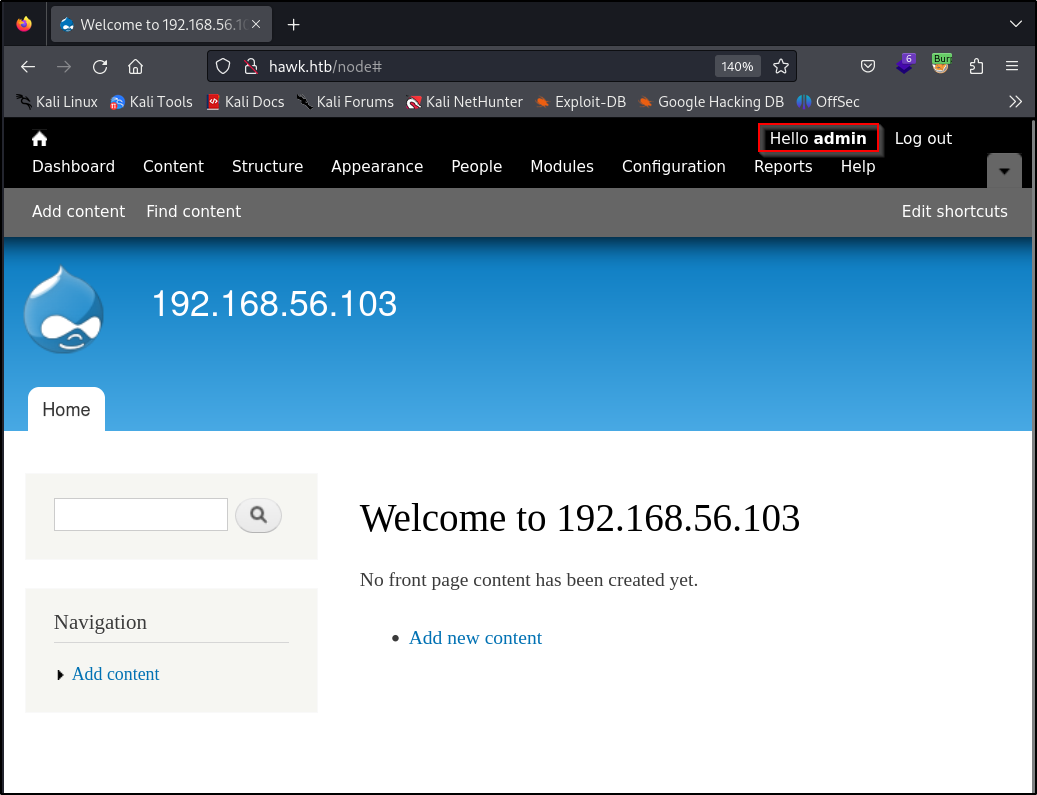 Welcome to 192.168.56.10
hawk.htb/node#
140%
6
Bur
Kali Linux
Kali Tools
Kali Docs
Kali Forums
Kali NetHunter
Exploit-DB
Google Hacking DB
OffSec
Hello admin
Log out
Dashboard
Content
Structure
Appearance
People
Modules
Configuration
Reports
Help
Add content
Find content
Edit shortcuts
192.168.56.103
Home
Welcome to 192.168.56.103
No front page content has been created yet.
Add new content
Navigation
Add content